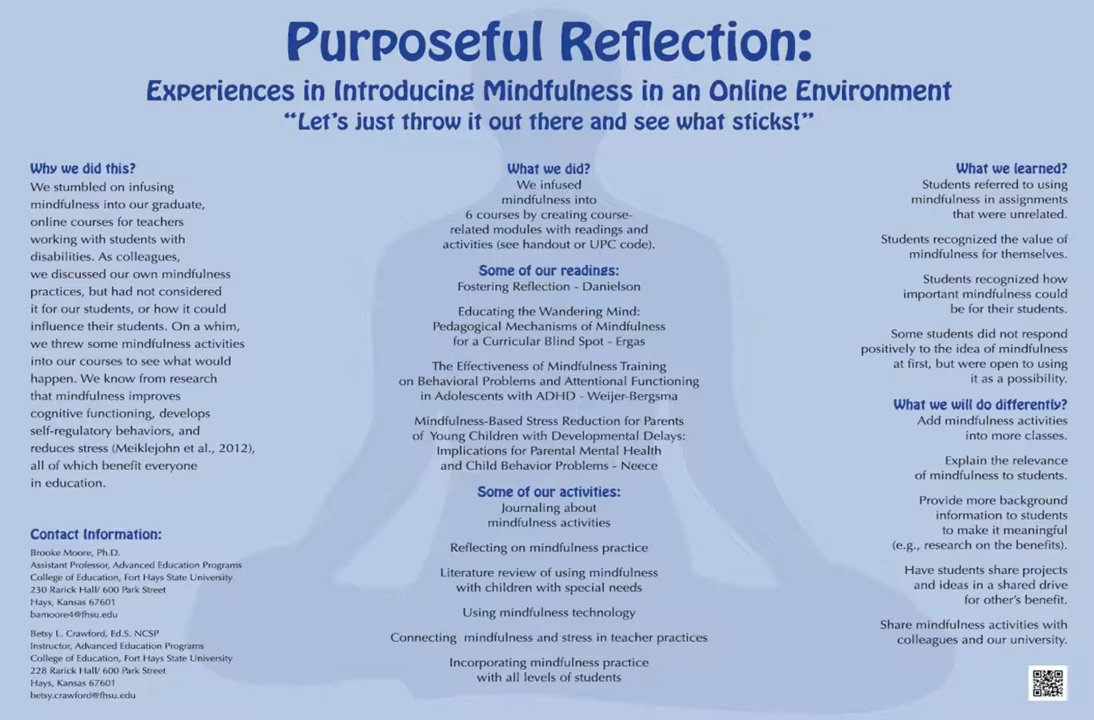 Purposeful Reflection:
Experiences in Introducing Mindfulness in an Online Environment
“Let's just throw it out there and see what sticks!”
Why we did this?
We stumbled on infusing
mindfulness into our graduate,
online courses for teachers
working with students with
disabilities. As colleagues,
we discussed our own mindfulness
practices, but had not considered
it for our students, or how it could
influence their students. On a whim,
we threw some mindfulness activities
into our courses to see what would
happen. We know from research
that mindfulness improves
cognitive functioning, develops
self-regulatory behaviors, and
reduces stress (Meiklejohn et al., 2012),
all of which benefit everyone
in education.
Contact Information:
Brooke Moore, Ph.D.
Assistant Professor, Advanced Education Programs
College of Education, Fort Hays State University
230 Rarick Hall/ 600 Park Street
Hays, Kansas 67601
bamoore4@fhsu.edu
Betsy L. Crawford, Ed.S. NCSP
Instructor, Advanced Education Programs
College of Education, Fort Hays State University
228 Rarick Hall/ 600 Park Street
Hays, Kansas 67601
betsy.crawford@fhsu.edu
What we did?
We infused
mindfulness into
6 courses by creating course-
related modules with readings and
activities (see handout or UPC code).
Some of our readings:
Fostering Reflection - Danielson
Educating the Wandering Mind:
Pedagogical Mechanisms of Mindfulness
for a Curricular Blind Spot - Ergas
The Effectiveness of Mindfulness Training
on Behavioral Problems and Attentional Functioning
in Adolescents with ADHD - Weijer-Bergsma
Mindfulness-Based Stress Reduction for Parents
of Young Children with Developmental Delays:
Implications for Parental Mental Health
and Child Behavior Problems - Neece
Some of our activities:
Journaling about
mindfulness activities
Reflecting on mindfulness practice
Literature review of using mindfulness
with children with special needs
Using mindfulness technology
Connecting mindfulness and stress in teacher practices
Incorporating mindfulness practice
with all levels of students
What we learned?
Students referred to using
mindfulness in assignments
that were unrelated.
Students recognized the value of
mindfulness for themselves.
Students recognized how
important mindfulness could
be for their students.
Some students did not respond
positively to the idea of mindfulness
at first, but were open to using
it as a possibility.
What we will do differently?
Add mindfulness activities
into more classes.
Explain the relevance
of mindfulness to students.
Provide more background
information to students
to make it meaningful
(e.g., research on the benefits).
Have students share projects
and ideas in a shared drive
for other's benefit.
Share mindfulness activities with
colleagues and our university.